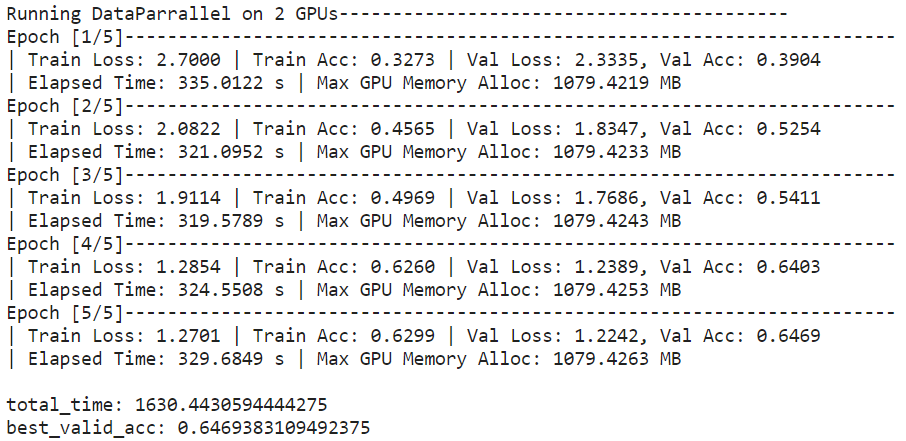 Running DataParrallel on 2 GPUs------------------------------------------
Epoch [1/5]------------------------------------------------------------------------
| Train Loss: 2.7000 | Train Acc: 0.3273 | Val Loss: 2.3335, Val Acc: 0.3904
| Elapsed Time: 335.0122 s | Max GPU Memory Alloc: 1079.4219 MB
Epoch [2/5]------------------------------------------------------------------------
| Train Loss: 2.0822 | Train Acc: 0.4565 | Val Loss: 1.8347, Val Acc: 0.5254
| Elapsed Time: 321.0952 s | Max GPU Memory Alloc: 1079.4233 MB
Epoch [3/5]------------------------------------------------------------------------
| Train Loss: 1.9114 | Train Acc: 0.4969 | Val Loss: 1.7686, Val Acc: 0.5411
| Elapsed Time: 319.5789 s | Max GPU Memory Alloc: 1079.4243 MB
Epoch [4/5]------------------------------------------------------------------------
| Train Loss: 1.2854 | Train Acc: 0.6260 | Val Loss: 1.2389, Val Acc: 0.6403
| Elapsed Time: 324.5508 s | Max GPU Memory Alloc: 1079.4253 MB
Epoch [5/5]------------------------------------------------------------------------
| Train Loss: 1.2701 | Train Acc: 0.6299 | Val Loss: 1.2242, Val Acc: 0.6469
| Elapsed Time: 329.6849 s | Max GPU Memory Alloc: 1079.4263 MB
total_time: 1630.4430594444275
best_valid_acc: 0.6469383109492375